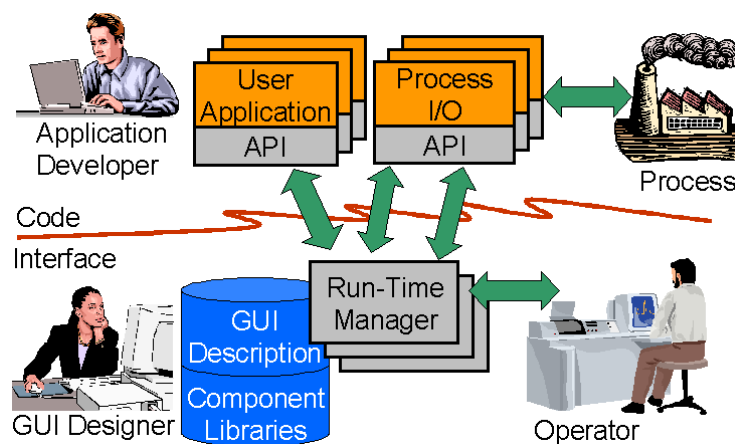 User
Application
API
Process
I/O
API
Application
Developer
Process
Code
Interface
Run-Time
Manager
GUI
Description
Component
Libraries
GUI Designer
Operator